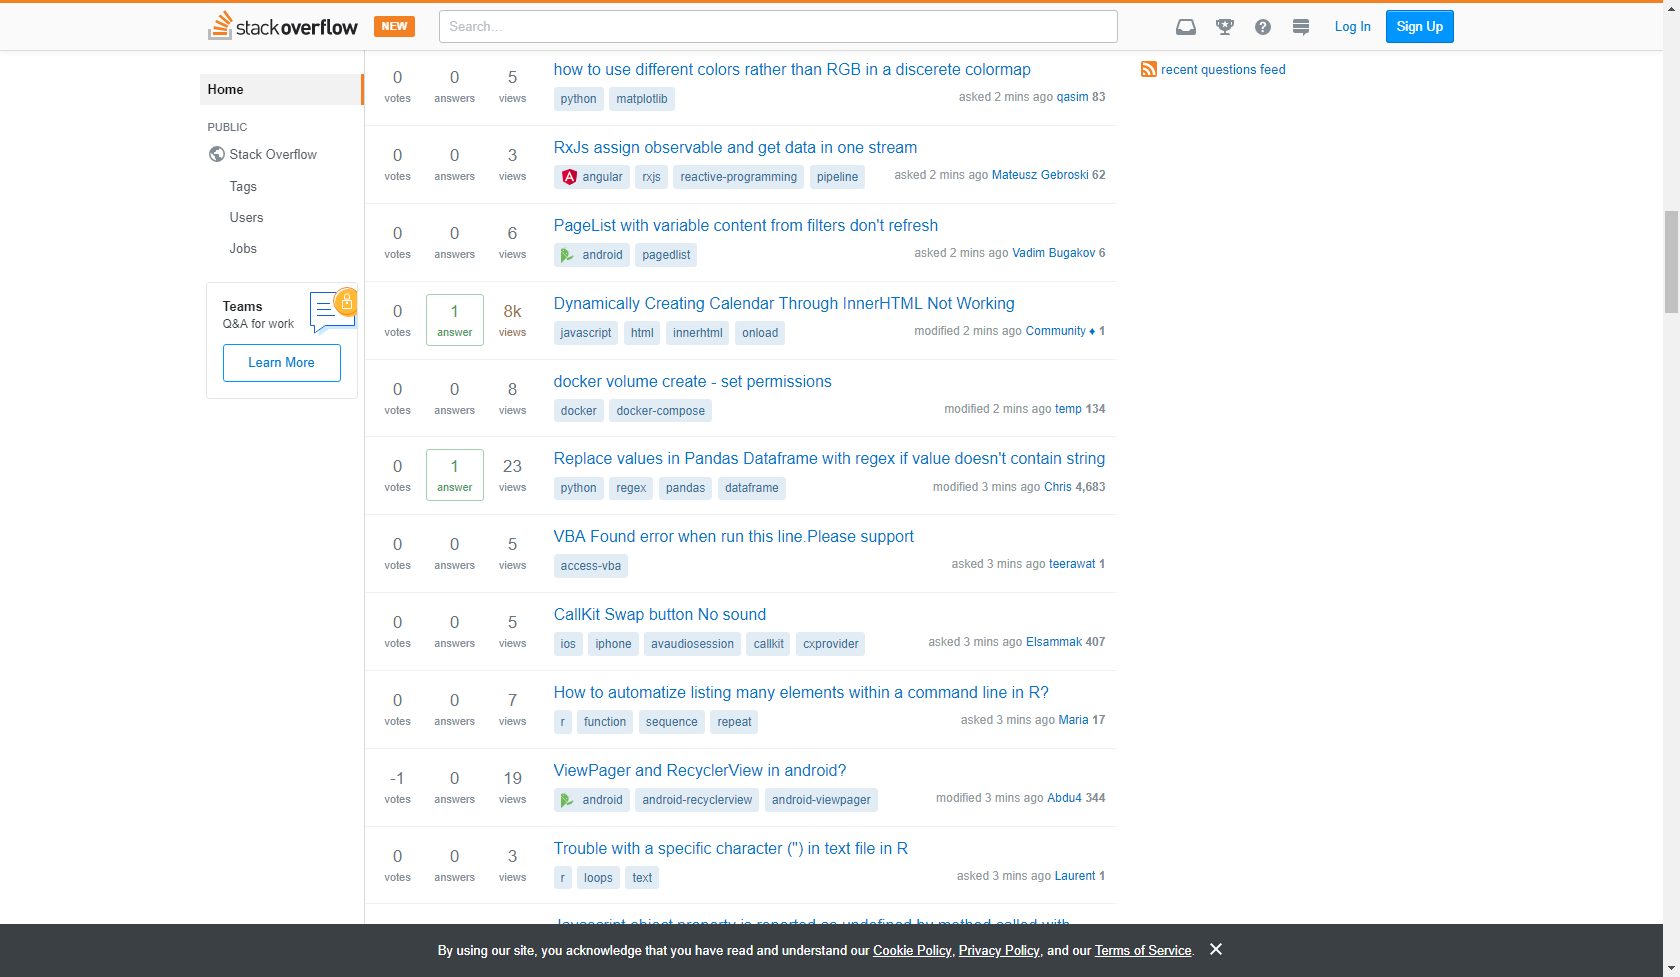 stackoverflow NEW Search... Log In Sign Up
Home
PUBLIC
Stack Overflow
Tags
Users
Jobs
Teams
Q&A for work
Learn More
0 votes 0 answers 5 views
how to use different colors rather than RGB in a discerete colormap
python matplotlib
asked 2 mins ago qasim 83
0 votes 0 answers 3 views
RxJs assign observable and get data in one stream
angular rxjs reactive-programming pipeline
asked 2 mins ago Mateusz Gebroski 62
0 votes 0 answers 6 views
PageList with variable content from filters don't refresh
android pagedlist
asked 2 mins ago Vadim Bugakov 6
0 votes 1 answer 8k views
Dynamically Creating Calendar Through InnerHTML Not Working
javascript html innerhtml onload
modified 2 mins ago Community ♦ 1
0 votes 0 answers 8 views
docker volume create - set permissions
docker docker-compose
modified 2 mins ago temp 134
0 votes 1 answer 23 views
Replace values in Pandas Dataframe with regex if value doesn't contain string
python regex pandas dataframe
modified 3 mins ago Chris 4,683
0 votes 0 answers 5 views
VBA Found error when run this line.Please support
access-vba
asked 3 mins ago teerawat 1
0 votes 0 answers 5 views
CallKit Swap button No sound
ios iphone avaudiosession callkit cxprovider
asked 3 mins ago Elsammak 407
0 votes 0 answers 7 views
How to automatize listing many elements within a command line in R?
r function sequence repeat
asked 3 mins ago Maria 17
-1 votes 0 answers 19 views
ViewPager and RecyclerView in android?
android android-recyclerview android-viewpager
modified 3 mins ago Abdu4 344
0 votes 0 answers 3 views
Trouble with a specific character (") in text file in R
r loops text
asked 3 mins ago Laurent 1
Javascript object property is reported as undefined by method called with
recent questions feed
By using our site, you acknowledge that you have read and understand our Cookie Policy, Privacy Policy, and our Terms of Service.